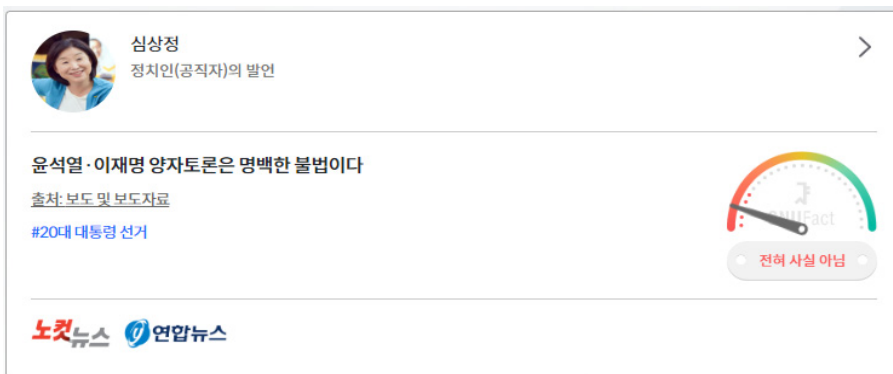 심상정
정치인(공직자)의 발언
윤석열·이재명 양자토론은 명백한 불법이다
출처: 보도 및 보도자료
#20대 대통령 선거
SNUFact
전혀 사실 아님
노컷뉴스 연합뉴스